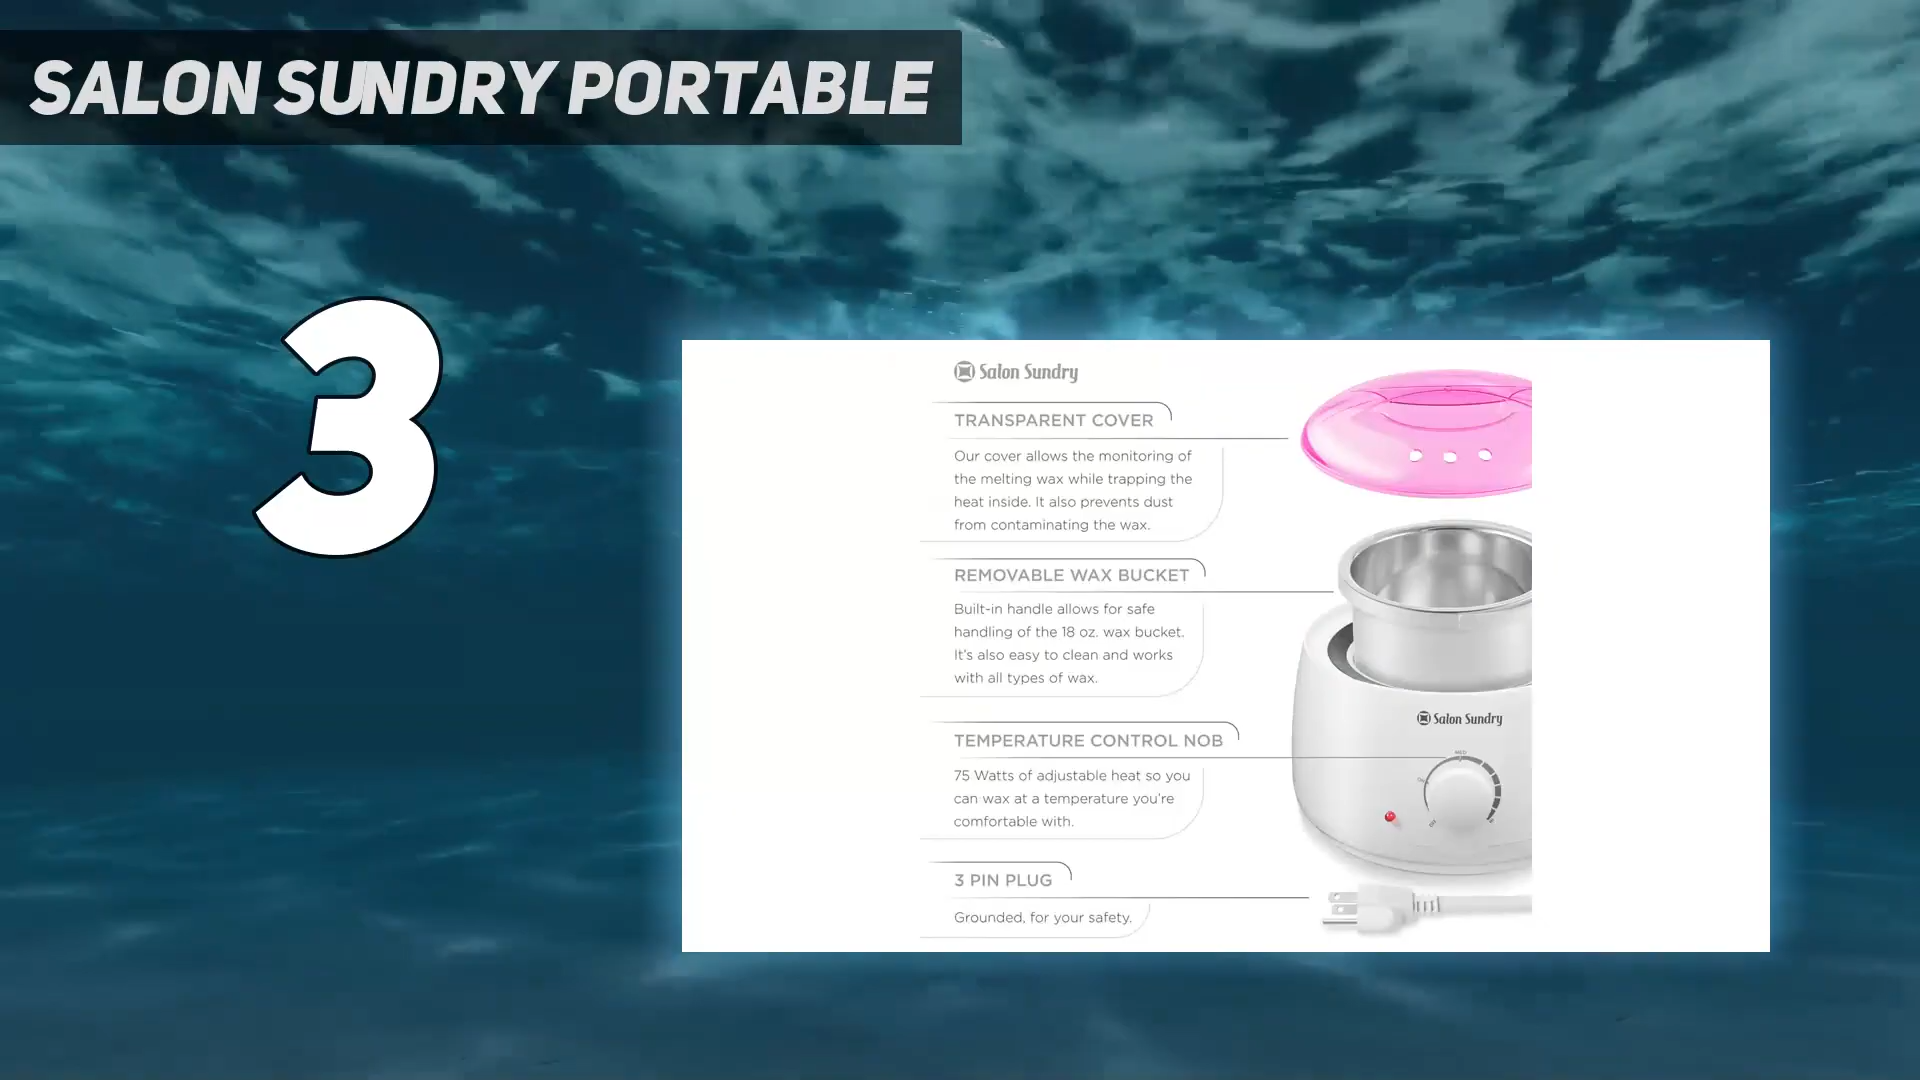 SALON SUNDRY PORTABLE
3
Salon Sundry
TRANSPARENT COVER
Our cover allows the monitoring of
the melting wax while trapping the
heat inside. It also prevents dust
from contaminating the wax.
REMOVABLE WAX BUCKET
Built-in handle allows for safe
handling of the 18 oz. wax bucket.
It's also easy to clean and works
with all types of wax.
Salon Sundry
TEMPERATURE CONTROL NOB
MED
75 Watts of adjustable heat so you
can wax at a temperature you're
comfortable with.
3 PIN PLUG
Grounded, for your safety.